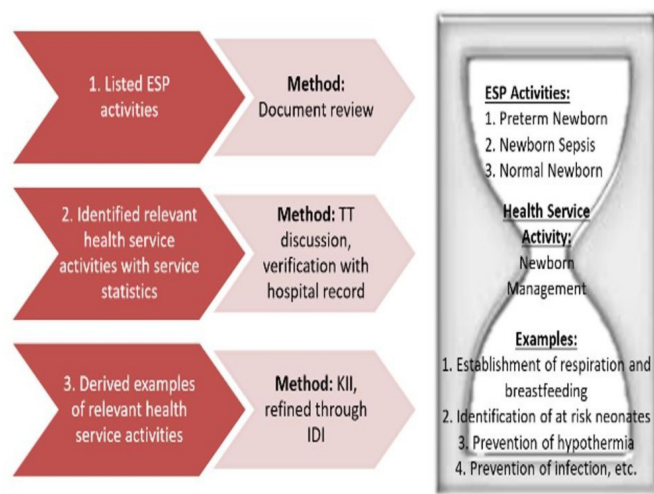 1. Listed ESP
activities
Method:
Document review
2. Identified relevant
health service
activities with service
statistics
Method: TT
discussion,
verification with
hospital record
3. Derived examples
of relevant health
service activities
Method: KII,
refined through
IDI
ESP Activities:
1. Preterm Newborn
2. Newborn Sepsis
3. Normal Newborn
Health Service
Activity:
Newborn
Management
Examples:
1. Establishment of respiration and
breastfeeding
2. Identification of at risk neonates
3. Prevention of hypothermia
4. Prevention of infection, etc.